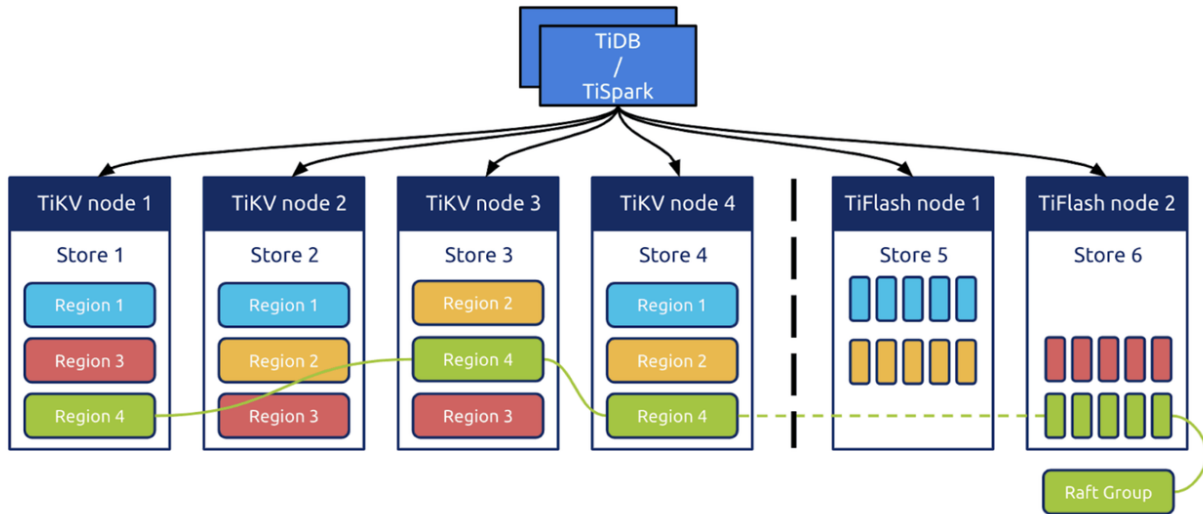 TiDB
/
TiSpark
TiKV node 1
Store 1
Region 1
Region 3
Region 4
TiKV node 2
Store 2
Region 1
Region 2
Region 3
TiKV node 3
Store 3
Region 2
Region 4
Region 3
TiKV node 4
Store 4
Region 1
Region 2
Region 4
TiFlash node 1
Store 5
TiFlash node 2
Store 6
Raft Group